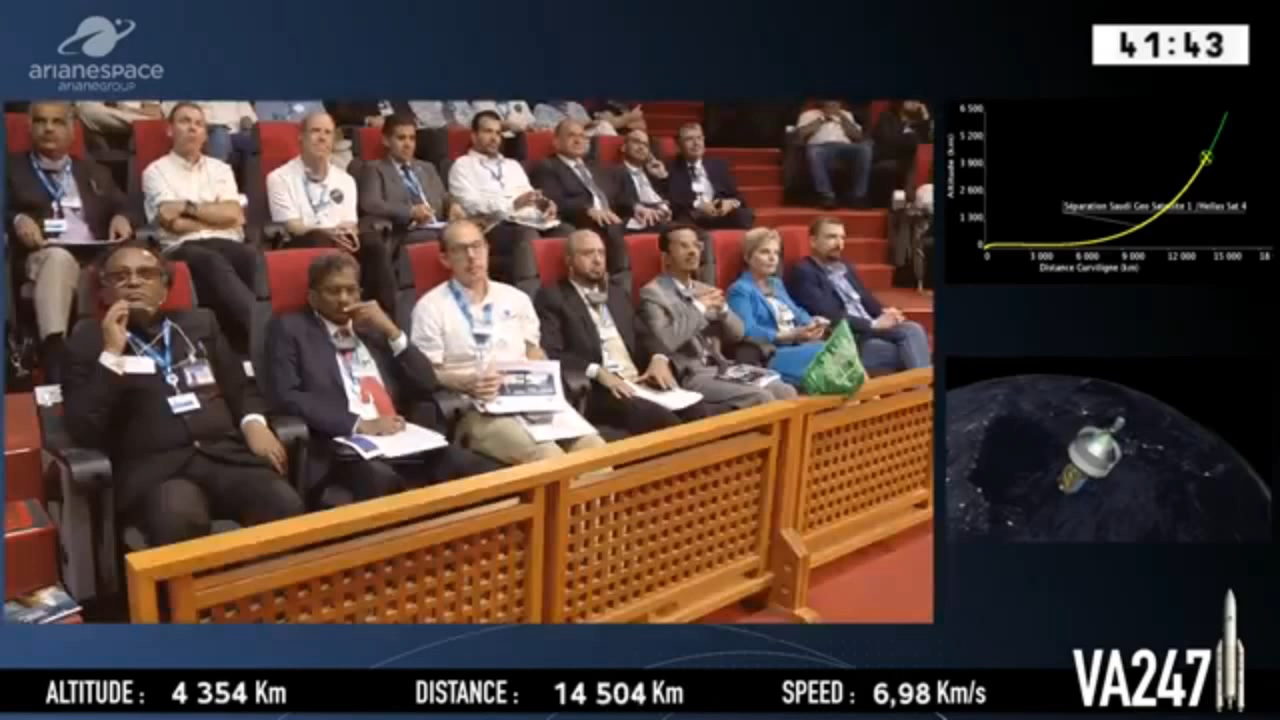 arianespace
arianeGROUP
41:43
6 500
5 200
3 900
2 600
1 300
0
Altitude (km)
Séparation Saudi Geo Satellite 1 /Hellas Sat 4
0
3 000
6 000
9 000
12 000
15 000
18
Distance Curviligne (km)
VA247
ALTITUDE : 4 354 Km
DISTANCE : 14 504 Km
SPEED : 6,98 Km/s